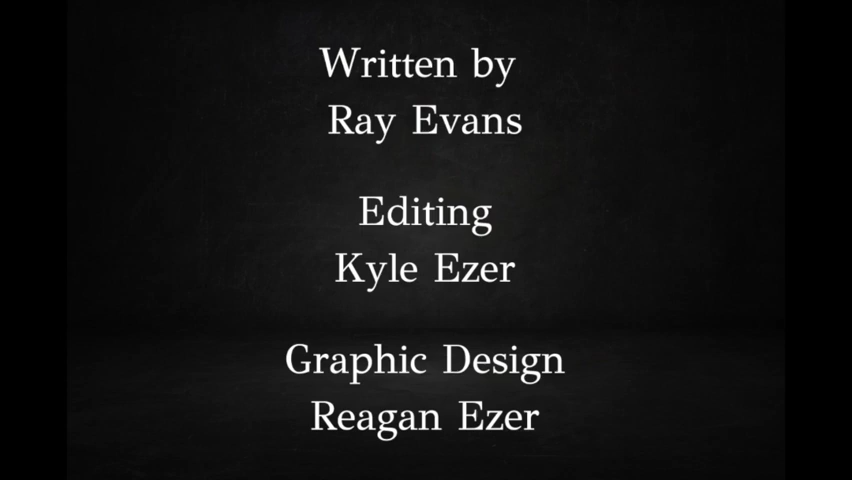 Written by
Ray Evans
Editing
Kyle Ezer
Graphic Design
Reagan Ezer